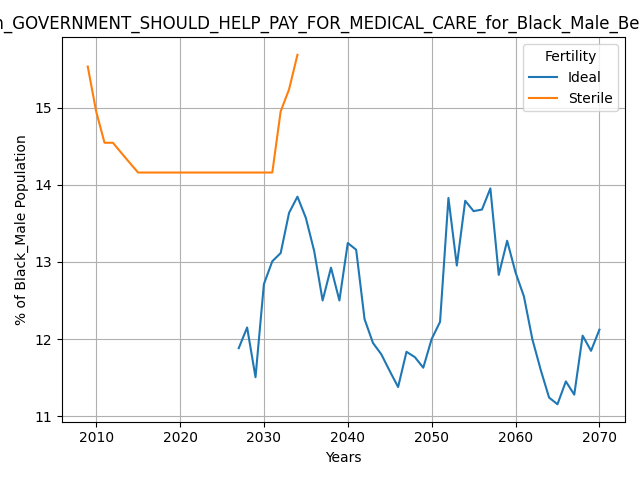 GOVERNMENT_SHOULD_HELP_PAY_FOR_MEDICAL_CARE_for_Black_Male_Be
Fertility
Ideal
Sterile
% of Black_Male Population
15
14
13
12
11
2010 2020 2030 2040 2050 2060 2070
Years